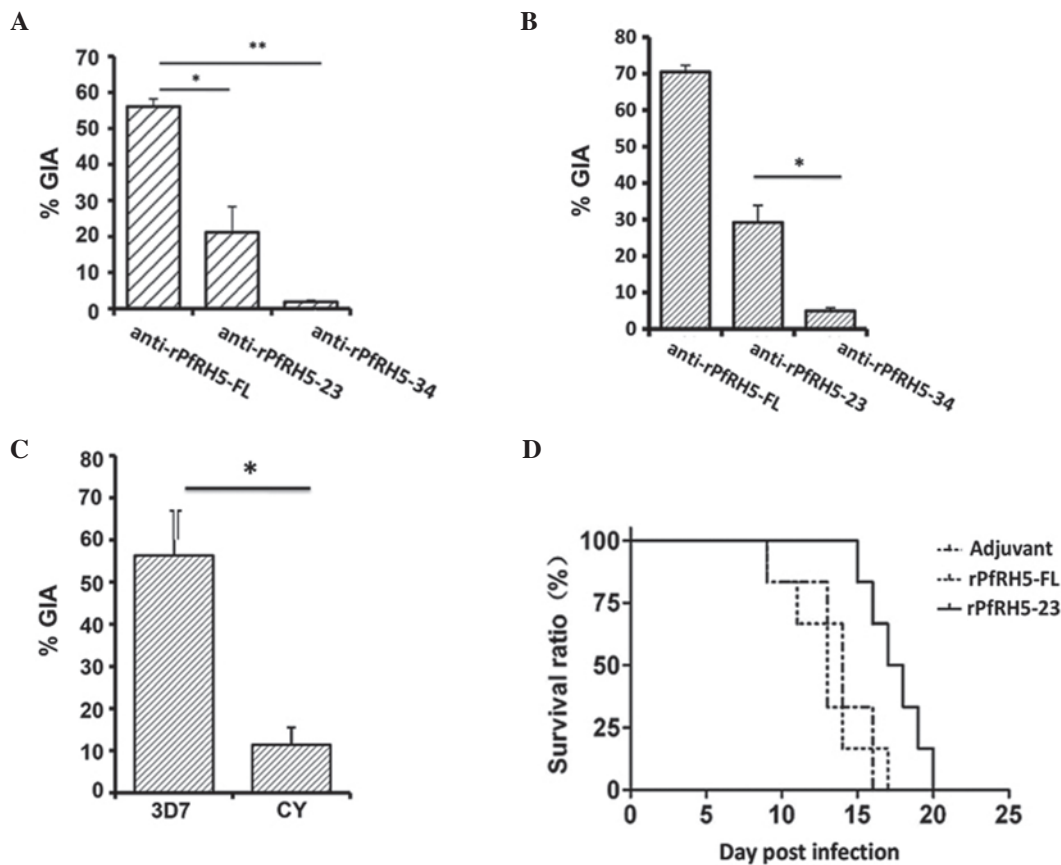 A
70
60
50
40
30
20
10
0
% GIA
*
**
anti-rPfRH5-FL
anti-rPfRH5-23
anti-rPfRH5-34
B
80
70
60
50
40
30
20
10
0
% GIA
*
anti-rPfRH5-FL
anti-rPfRH5-23
anti-rPfRH5-34
C
80
70
60
50
40
30
20
10
0
% GIA
*
3D7
CY
D
100
75
50
25
0
Survival ratio (%)
0 5 10 15 20 25
Day post infection
Adjuvant
rPfRH5-FL
rPfRH5-23